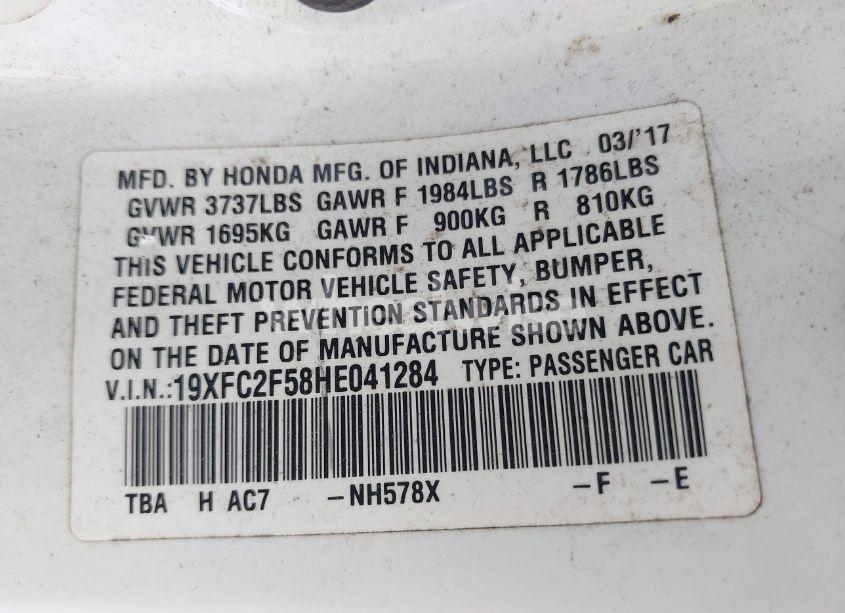 MFD. BY HONDA MFG. OF INDIANA, LLC 03/'17
GVWR 3737LBS GAWR F 1984LBS R 1786LBS
GVWR 1695KG GAWR F 900KG R 810KG
THIS VEHICLE CONFORMS TO ALL APPLICABLE
FEDERAL MOTOR VEHICLE SAFETY, BUMPER,
AND THEFT PREVENTION STANDARDS IN EFFECT
ON THE DATE OF MANUFACTURE SHOWN ABOVE.
V.I.N.:19XFC2F58HE041284 TYPE: PASSENGER CAR
TBA H AC7 -NH578X -F -E